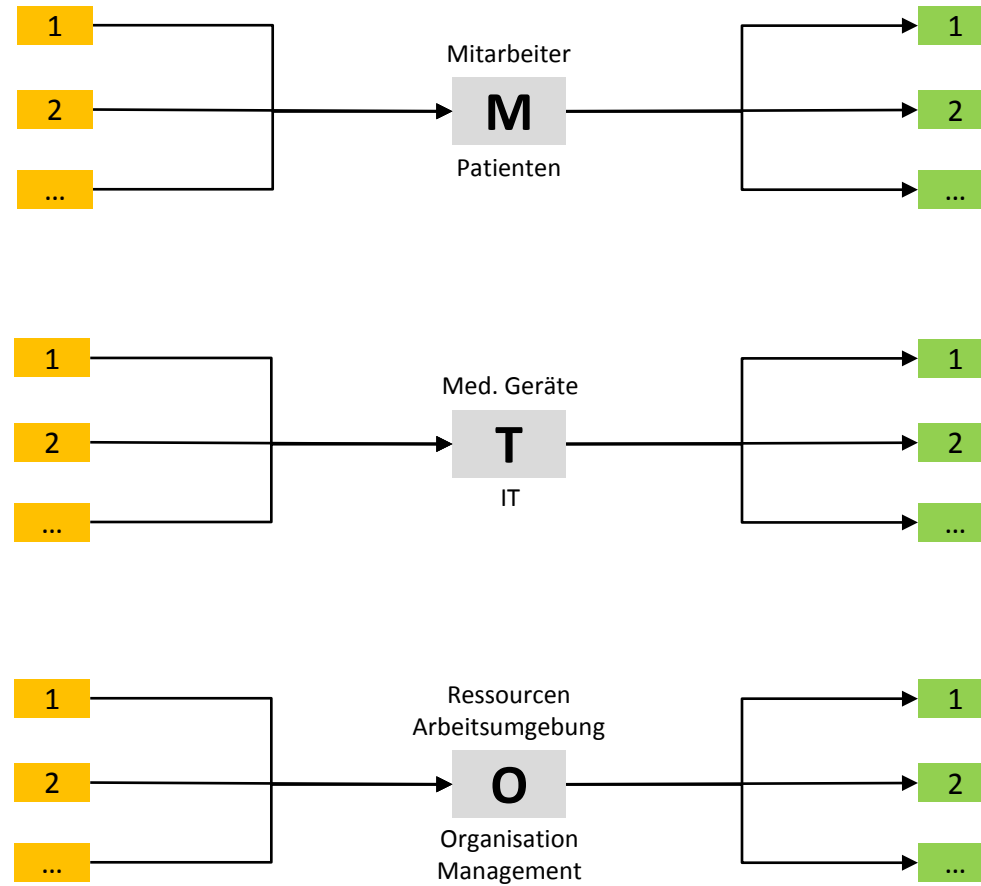 1
1
Mitarbeiter
2
M
2
Patienten
...
...
1
1
Med. Geräte
2
T
2
IT
...
...
1
1
Ressourcen
Arbeitsumgebung
2
O
2
Organisation
...
...
Management